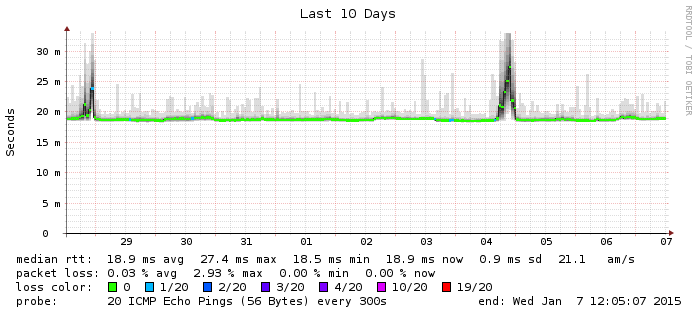 Last 10 Days
RRDTOOL / TOBI OETIKER
Seconds
30 m
25 m
20 m
15 m
10 m
5 m
0
29 30 31 01 02 03 04 05 06 07
median rtt: 18.9 ms avg 27.4 ms max 18.5 ms min 18.9 ms now 0.9 ms sd 21.1 am/s
packet loss: 0.03 % avg 2.93 % max 0.00 % min 0.00 % now
loss color: 0 1/20 2/20 3/20 4/20 10/20 19/20
probe: 20 ICMP Echo Pings (56 Bytes) every 300s end: Wed Jan 7 12:05:07 2015